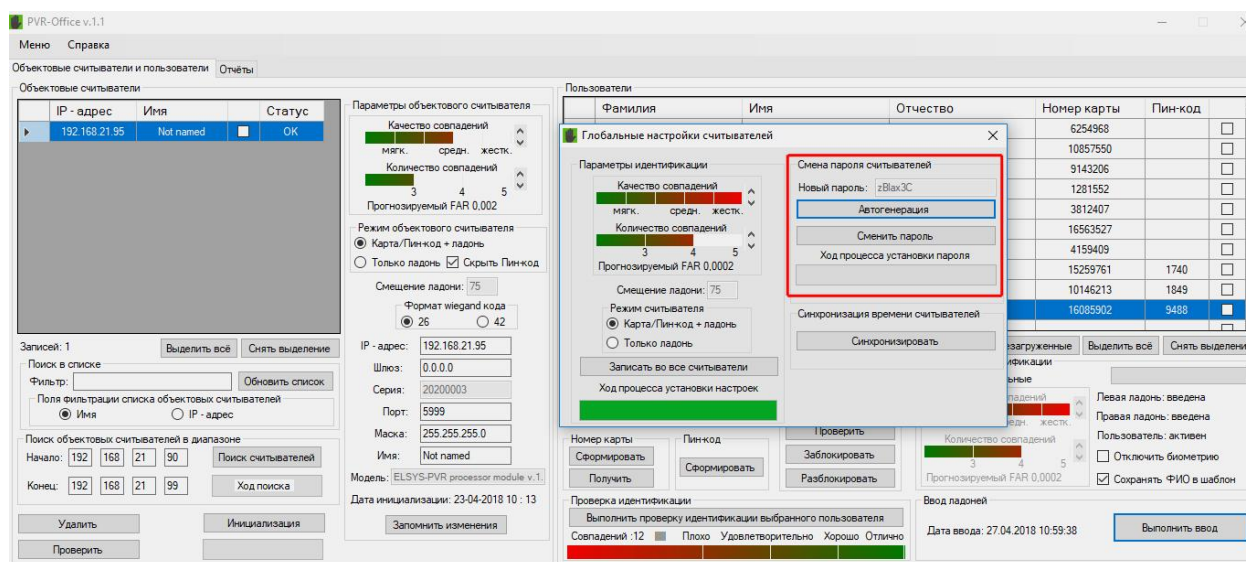 PVR-Office v.1.1
Меню Справка
Объектовые считыватели и пользователи Отчёты
Объектовые считыватели
IP - адрес Имя Статус
192.168.21.95 Not named OK
Записей: 1 Выделить всё Снять выделение
Поиск в списке
Фильтр: Обновить список
Поля фильтрации списка объектовых считывателей
Имя IP - адрес
Поиск объектовых считывателей в диапазоне
Начало: 192 168 21 90 Поиск считывателей
Конец: 192 168 21 99 Ход поиска
Удалить Инициализация
Проверить
Параметры объектового считывателя
Качество совпадений
мягк. средн. жестк.
Количество совпадений
3 4 5
Прогнозируемый FAR 0,002
Режим объектового считывателя
Карта/Пин-код + ладонь
Только ладонь Скрыть Пин-код
Смещение ладони: 75
Формат wiegand кода
26 42
IP - адрес: 192.168.21.95
Шлюз: 0.0.0.0
Серия: 20200003
Порт: 5999
Маска: 255.255.255.0
Имя: Not named
Модель: ELSYS-PVR processor module v.1.
Дата инициализации: 23-04-2018 10 : 13
Запомнить изменения
Пользователи
Фамилия Имя Отчество Номер карты Пин-код
6254968
10857550
9143206
1281552
3812407
16563527
4159409
15259761 1740
10146213 1849
16085902 9488
Глобальные настройки считывателей
Параметры идентификации
Качество совпадений
мягк. средн. жестк.
Количество совпадений
3 4 5
Прогнозируемый FAR 0,0002
Смещение ладони: 75
Режим считывателя
Карта/Пин-код + ладонь
Только ладонь
Записать во все считыватели
Ход процесса установки настроек
Смена пароля считывателей
Новый пароль: zBlax3C
Автогенерация
Сменить пароль
Ход процесса установки пароля
Синхронизация времени считывателей
Синхронизировать
Выделить всё
Номер карты Пин-код Проверить
Сформировать Сформировать Заблокировать
Получить Разблокировать
Количество совпадений
3 4 5
Прогнозируемый FAR 0,0002
Левая ладонь: введена
Правая ладонь: введена
Пользователь: активен
Отключить биометрию
Сохранять ФИО в шаблон
Проверка идентификации
Выполнить проверку идентификации выбранного пользователя
Совпадений :12 Плохо Удовлетворительно Хорошо Отлично
Ввод ладоней
Дата ввода: 27.04.2018 10:59:38 Выполнить ввод